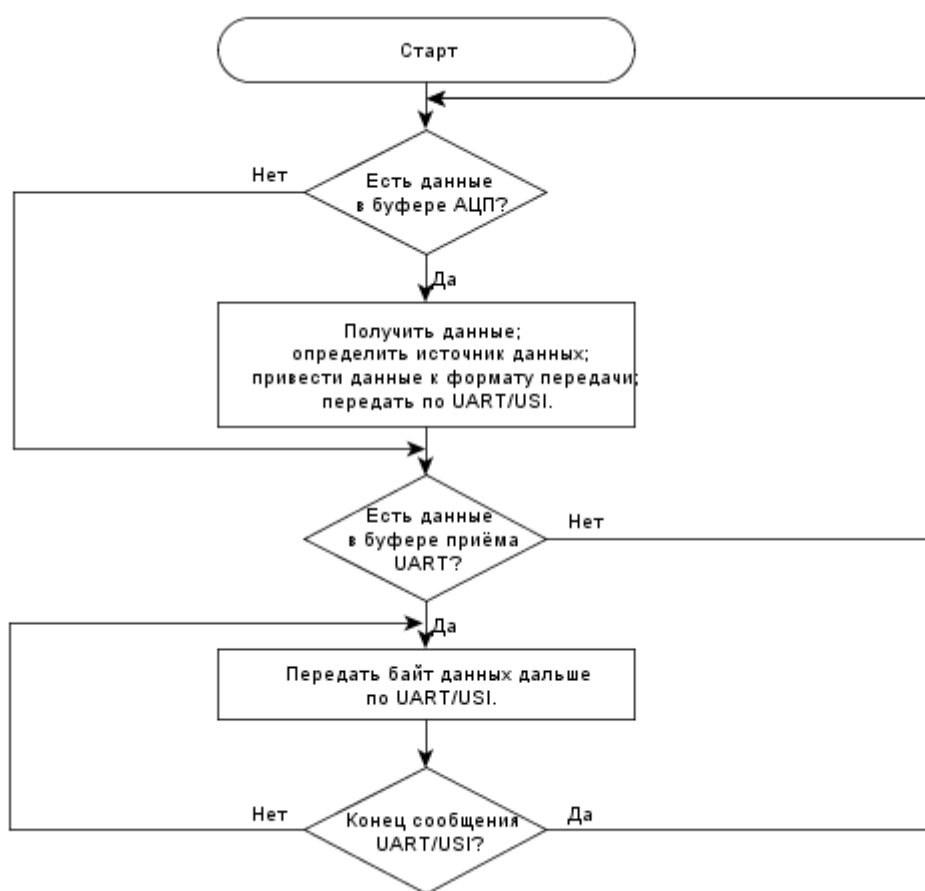 Старт
Нет
Есть данные
в буфере АЦП?
Да
Получить данные;
определить источник данных;
привести данные к формату передачи;
передать по UART/USI.
Есть данные
в буфере приёма
UART?
Нет
Да
Передать байт данных дальше
по UART/USI.
Нет
Конец сообщения
UART/USI?
Да